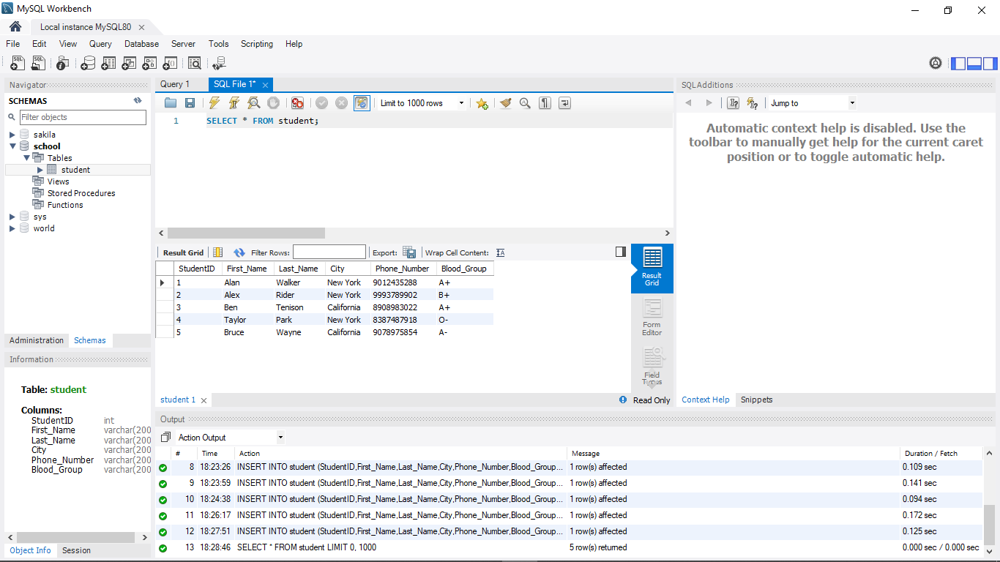 MySQL Workbench
Local instance MySQL80
File Edit View Query Database Server Tools Scripting Help
Navigator
SCHEMAS
Filter objects
sakila
school
Tables
student
Views
Stored Procedures
Functions
sys
world
Administration Schemas
Information
Table: student
Columns:
StudentID int
First_Name varchar(200
Last_Name varchar(200
City varchar(200
Phone_Number varchar(200
Blood_Group varchar(200
Object Info Session
Query 1 SQL File 1*
Limit to 1000 rows
1 SELECT * FROM student;
Result Grid Filter Rows: Export: Wrap Cell Content:
StudentID First_Name Last_Name City Phone_Number Blood_Group
1 Alan Walker New York 9012435288 A+
2 Alex Rider New York 9993789902 B+
3 Ben Tenison California 8908983022 A+
4 Taylor Park New York 8387487918 O-
5 Bruce Wayne California 9078975854 A-
Result
Grid
Form
Editor
Field
Types
student 1 Read Only
SQLAdditions
Jump to
Automatic context help is disabled. Use the
toolbar to manually get help for the current caret
position or to toggle automatic help.
Context Help Snippets
Output
Action Output
# Time Action Message Duration / Fetch
8 18:23:26 INSERT INTO student (StudentID,First_Name,Last_Name,City,Phone_Number,Blood_Group... 1 row(s) affected 0.109 sec
9 18:23:59 INSERT INTO student (StudentID,First_Name,Last_Name,City,Phone_Number,Blood_Group... 1 row(s) affected 0.141 sec
10 18:24:38 INSERT INTO student (StudentID,First_Name,Last_Name,City,Phone_Number,Blood_Group... 1 row(s) affected 0.094 sec
11 18:26:17 INSERT INTO student (StudentID,First_Name,Last_Name,City,Phone_Number,Blood_Group... 1 row(s) affected 0.172 sec
12 18:27:51 INSERT INTO student (StudentID,First_Name,Last_Name,City,Phone_Number,Blood_Group... 1 row(s) affected 0.125 sec
13 18:28:46 SELECT * FROM student LIMIT 0, 1000 5 row(s) returned 0.000 sec / 0.000 sec